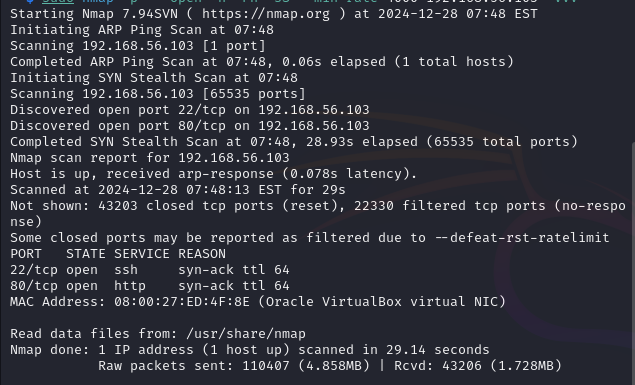 Starting Nmap 7.94SVN ( https://nmap.org ) at 2024-12-28 07:48 EST
Initiating ARP Ping Scan at 07:48
Scanning 192.168.56.103 [1 port]
Completed ARP Ping Scan at 07:48, 0.06s elapsed (1 total hosts)
Initiating SYN Stealth Scan at 07:48
Scanning 192.168.56.103 [65535 ports]
Discovered open port 22/tcp on 192.168.56.103
Discovered open port 80/tcp on 192.168.56.103
Completed SYN Stealth Scan at 07:48, 28.93s elapsed (65535 total ports)
Nmap scan report for 192.168.56.103
Host is up, received arp-response (0.078s latency).
Scanned at 2024-12-28 07:48:13 EST for 29s
Not shown: 43203 closed tcp ports (reset), 22330 filtered tcp ports (no-respo
nse)
Some closed ports may be reported as filtered due to --defeat-rst-ratelimit
PORT   STATE SERVICE REASON
22/tcp open  ssh     syn-ack ttl 64
80/tcp open  http    syn-ack ttl 64
MAC Address: 08:00:27:ED:4F:8E (Oracle VirtualBox virtual NIC)

Read data files from: /usr/share/nmap
Nmap done: 1 IP address (1 host up) scanned in 29.14 seconds
           Raw packets sent: 110407 (4.858MB) | Rcvd: 43206 (1.728MB)